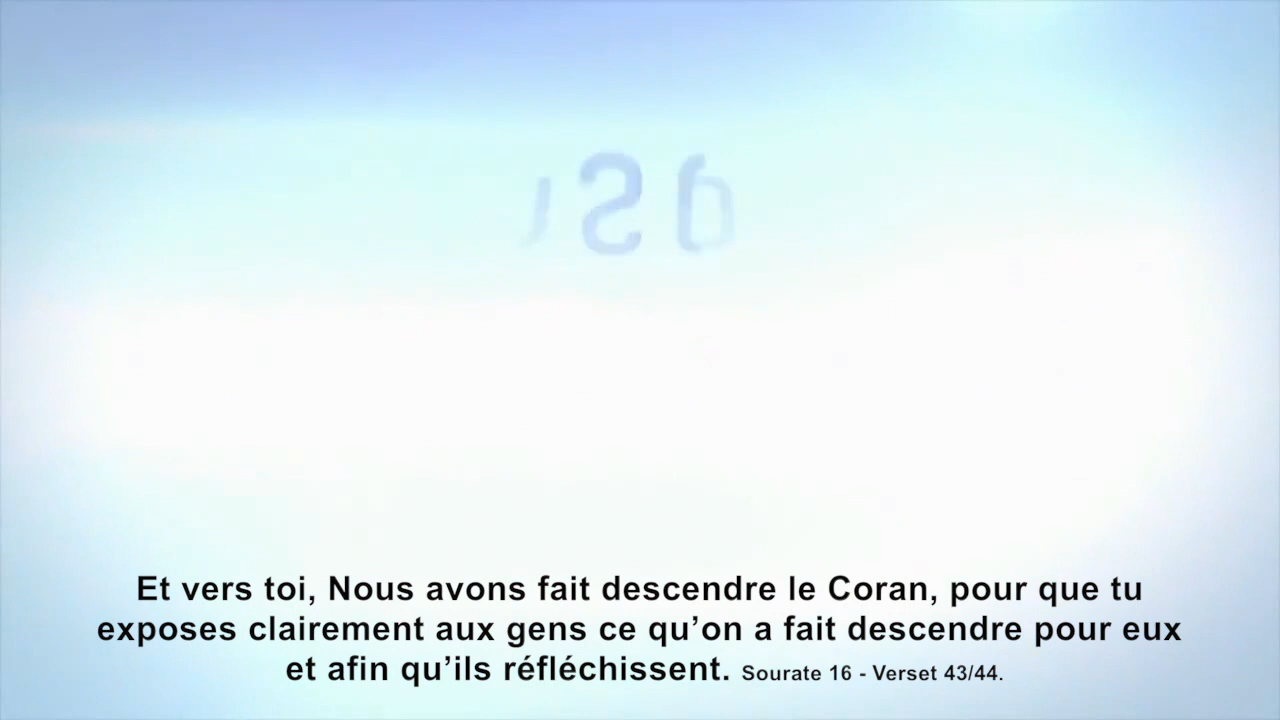 Et vers toi, Nous avons fait descendre le Coran, pour que tu
exposes clairement aux gens ce qu’on a fait descendre pour eux
et afin qu’ils réfléchissent. Sourate 16 - Verset 43/44.